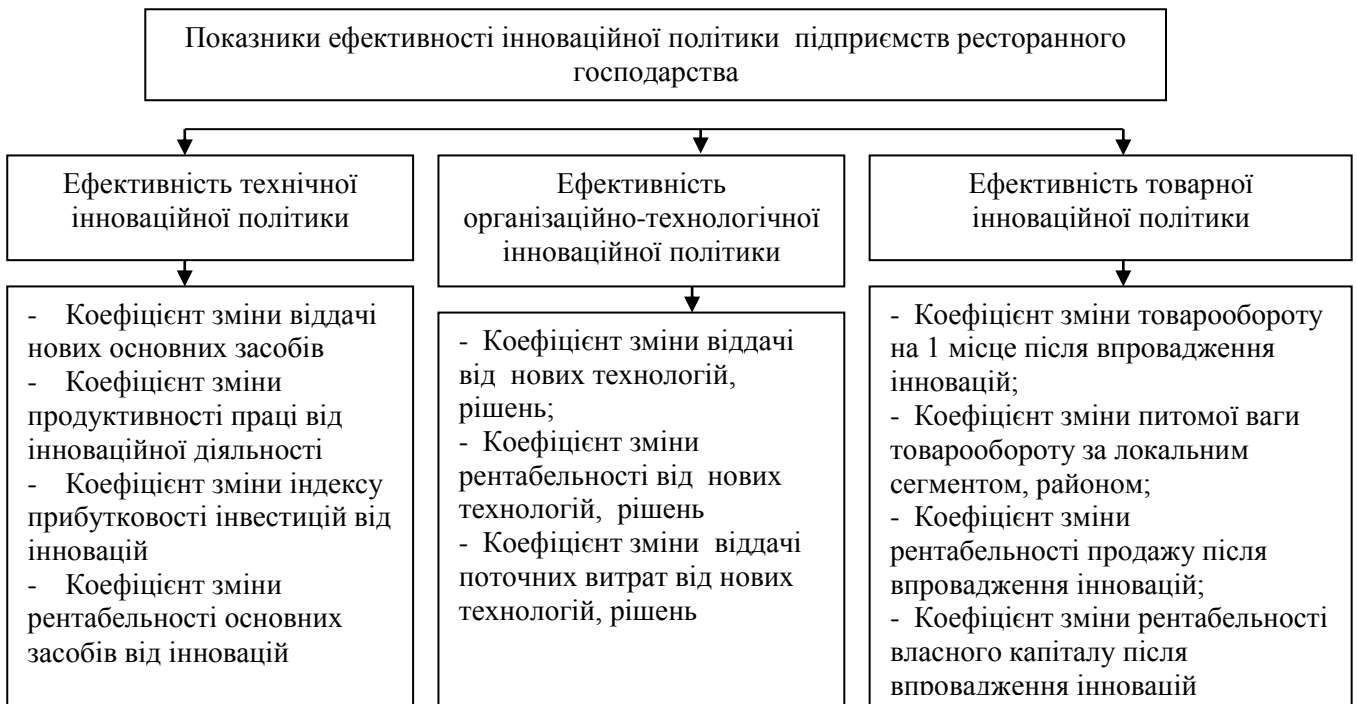 Показники ефективності інноваційної політики підприємств ресторанного
господарства
Ефективність технічної
інноваційної політики
Ефективність
організаційно-технологічної
інноваційної політики
Ефективність товарної
інноваційної політики
- Коефіцієнт зміни віддачі
нових основних засобів
- Коефіцієнт зміни
продуктивності праці від
інноваційної діяльності
- Коефіцієнт зміни індексу
прибутковості інвестицій від
інновацій
- Коефіцієнт зміни
рентабельності основних
засобів від інновацій
- Коефіцієнт зміни віддачі
від нових технологій,
рішень;
- Коефіцієнт зміни
рентабельності від нових
технологій, рішень
- Коефіцієнт зміни віддачі
поточних витрат від нових
технологій, рішень
- Коефіцієнт зміни товарообороту
на 1 місце після впровадження
інновацій;
- Коефіцієнт зміни питомої ваги
товарообороту за локальним
сегментом, районом;
- Коефіцієнт зміни
рентабельності продажу після
впровадження інновацій;
- Коефіцієнт зміни рентабельності
власного капіталу після
впровадження інновацій